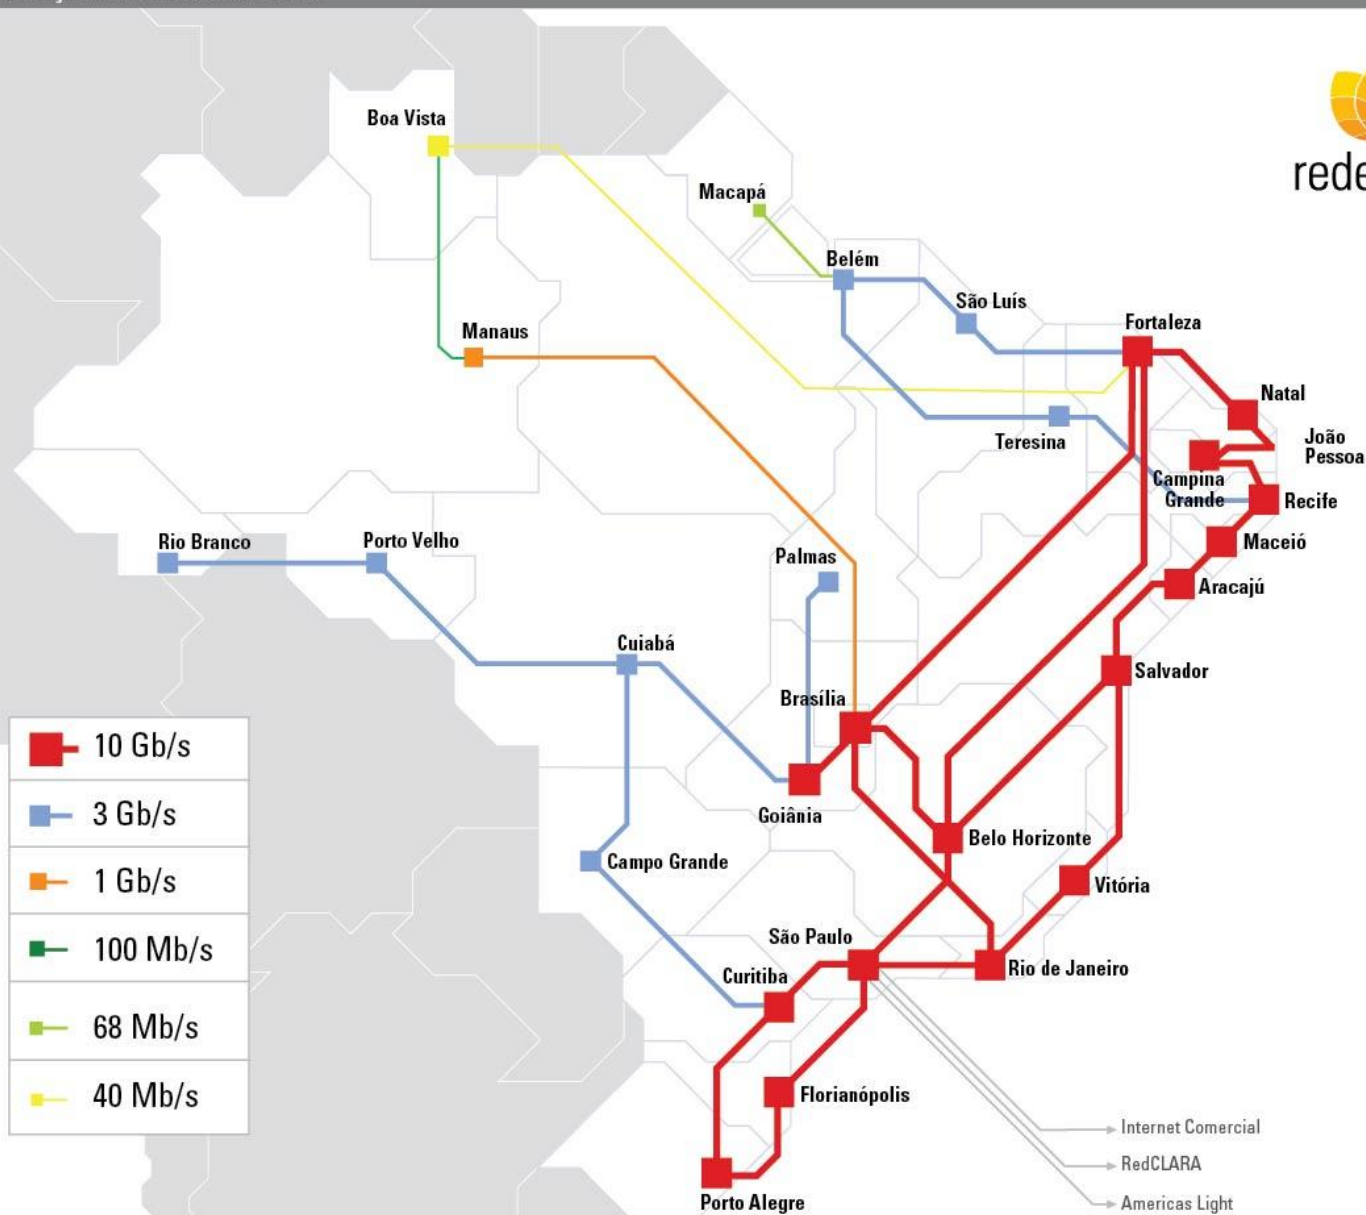 rede
Boa Vista
Macapá
Belém
São Luís
Fortaleza
Manaus
Natal
João
Pessoa
Teresina
Campina
Grande
Recife
Maceió
Rio Branco
Porto Velho
Palmas
Aracajú
Cuiabá
Salvador
Brasília
10 Gb/s
3 Gb/s
1 Gb/s
100 Mb/s
68 Mb/s
40 Mb/s
Goiânia
Belo Horizonte
Campo Grande
Vitória
São Paulo
Rio de Janeiro
Curitiba
Florianópolis
Porto Alegre
Internet Comercial
RedCLARA
Americas Light